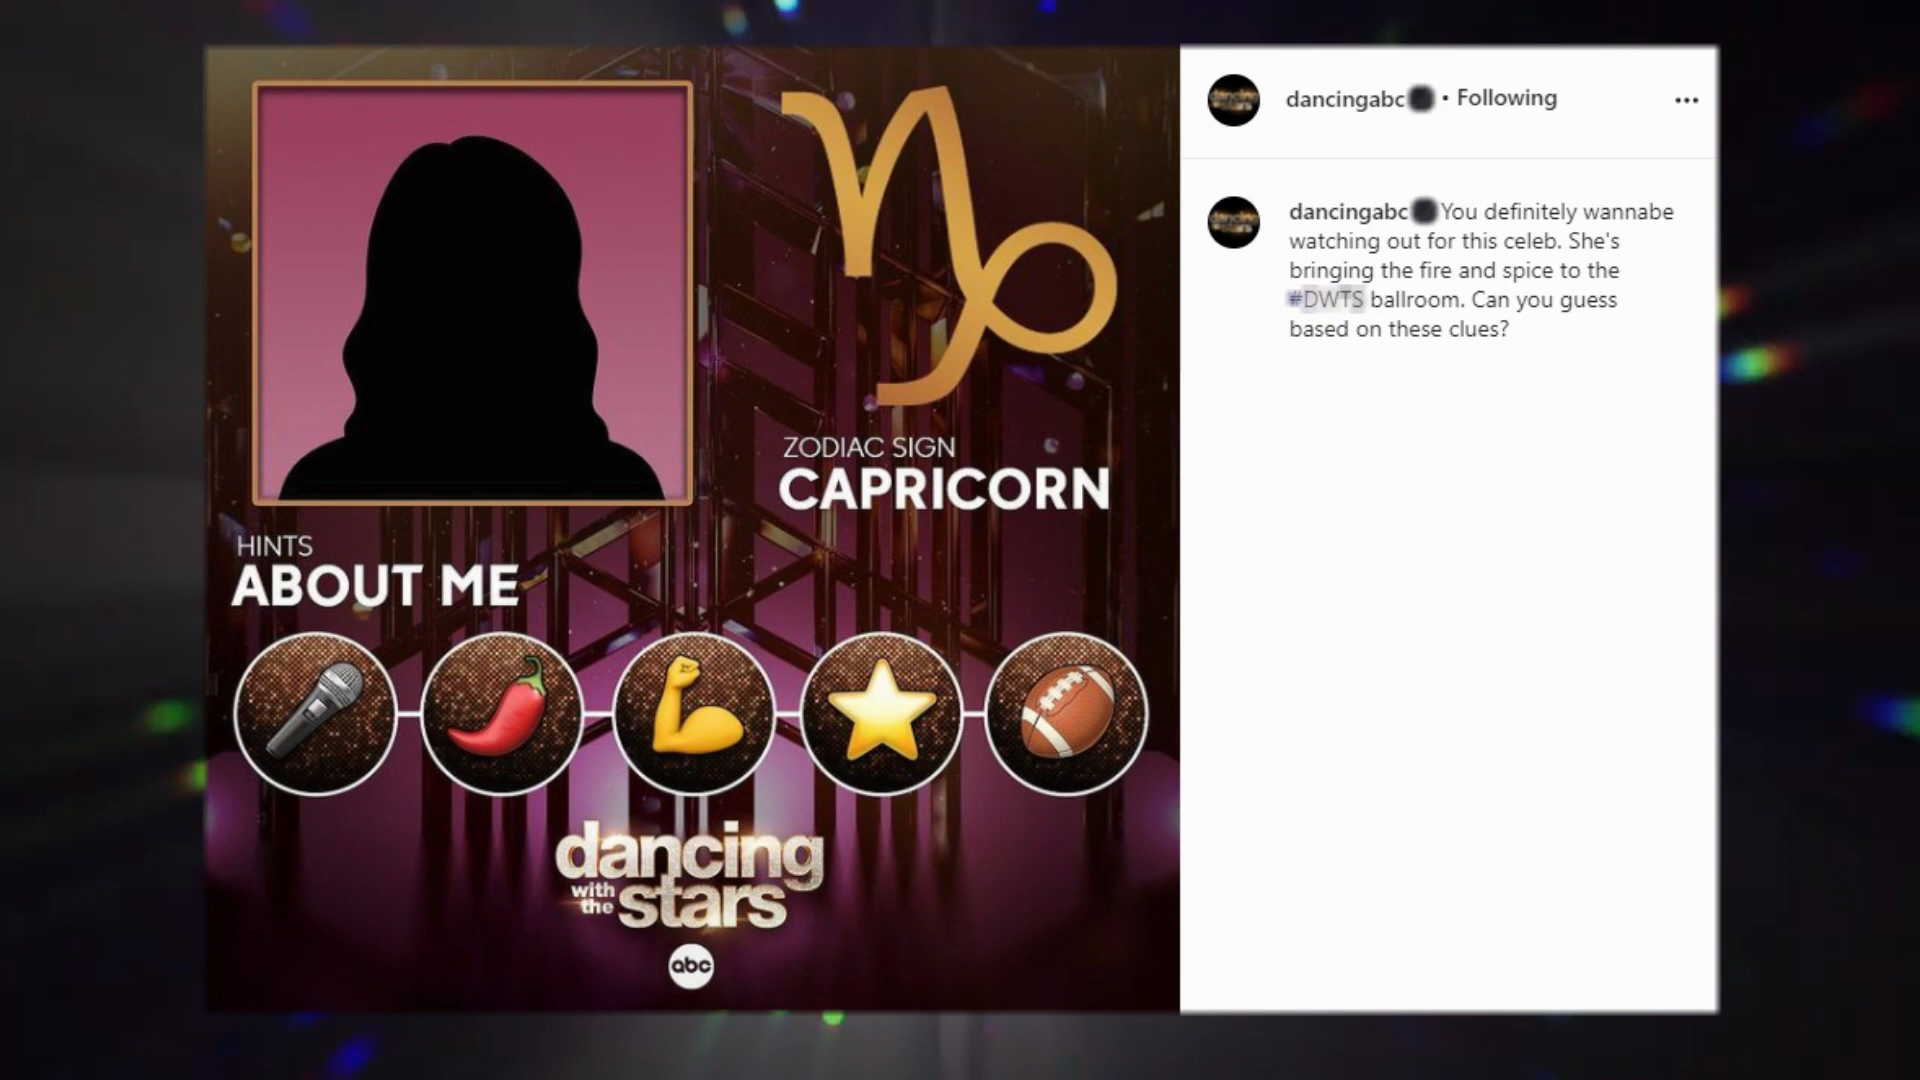 ZODIAC SIGN
CAPRICORN
HINTS
ABOUT ME
dancing
with
the
stars
abc
dancingabc • Following
dancingabc You definitely wannabe
watching out for this celeb. She's
bringing the fire and spice to the
#DWTS ballroom. Can you guess
based on these clues?